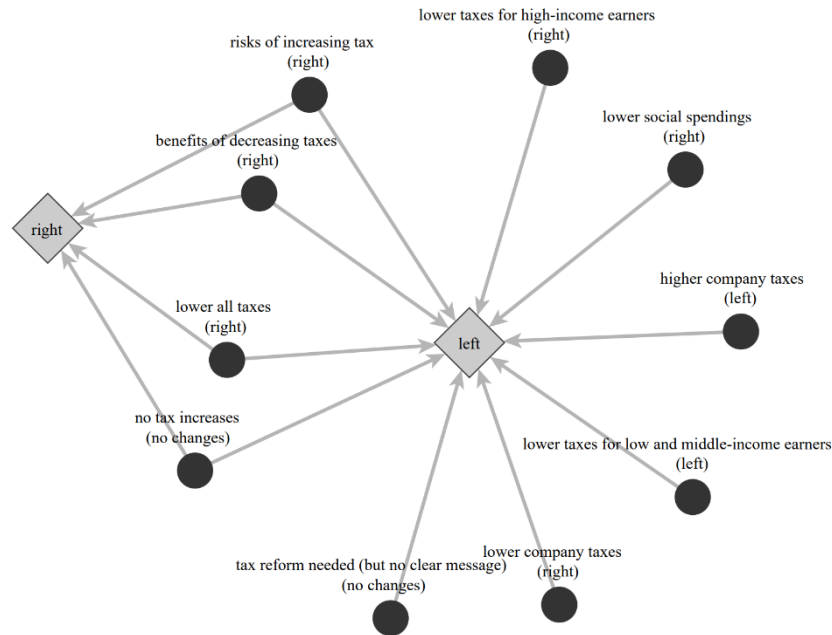 lower taxes for high-income earners
(right)
risks of increasing tax
(right)
lower social spendings
(right)
benefits of decreasing taxes
(right)
right
higher company taxes
(left)
lower all taxes
(right)
left
no tax increases
(no changes)
lower taxes for low and middle-income earners
(left)
lower company taxes
(right)
tax reform needed (but no clear message)
(no changes)